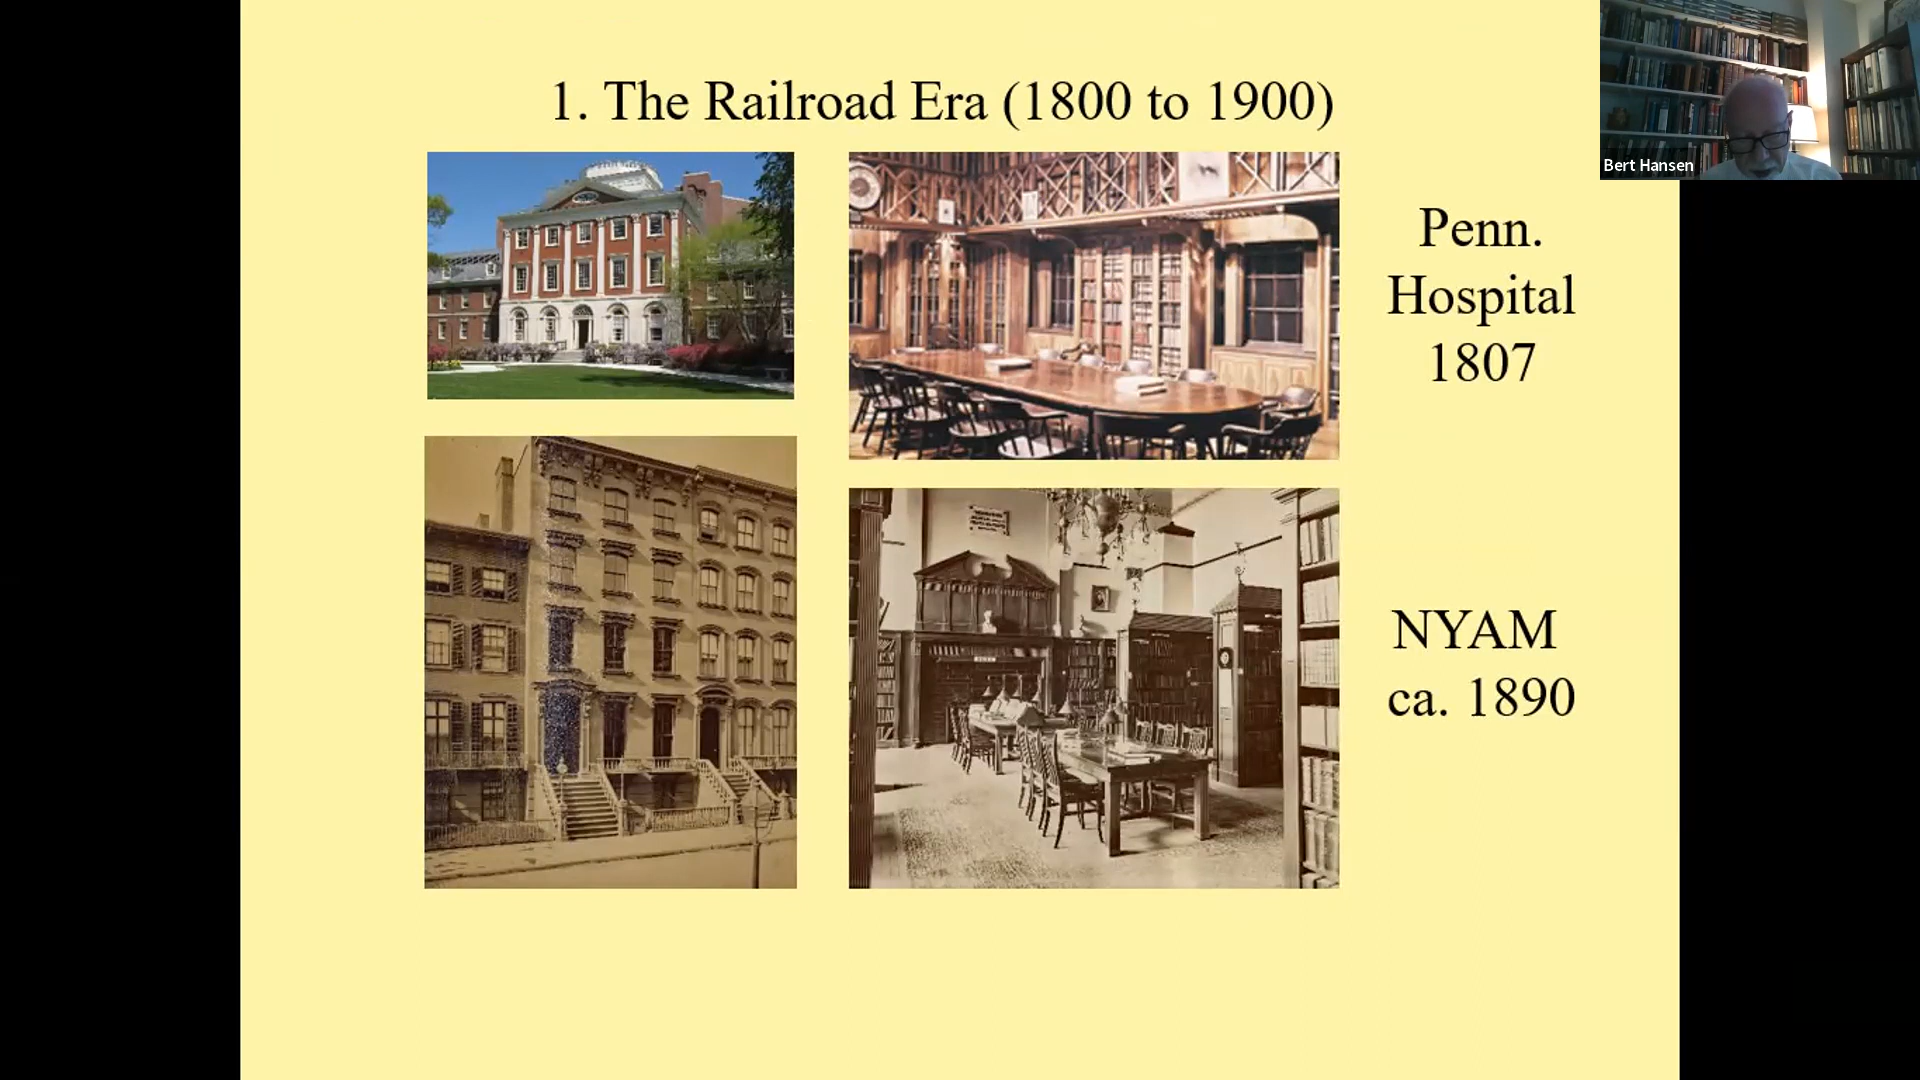 1. The Railroad Era (1800 to 1900)
Bert Hansen
Penn.
Hospital
1807
NYAM
ca. 1890